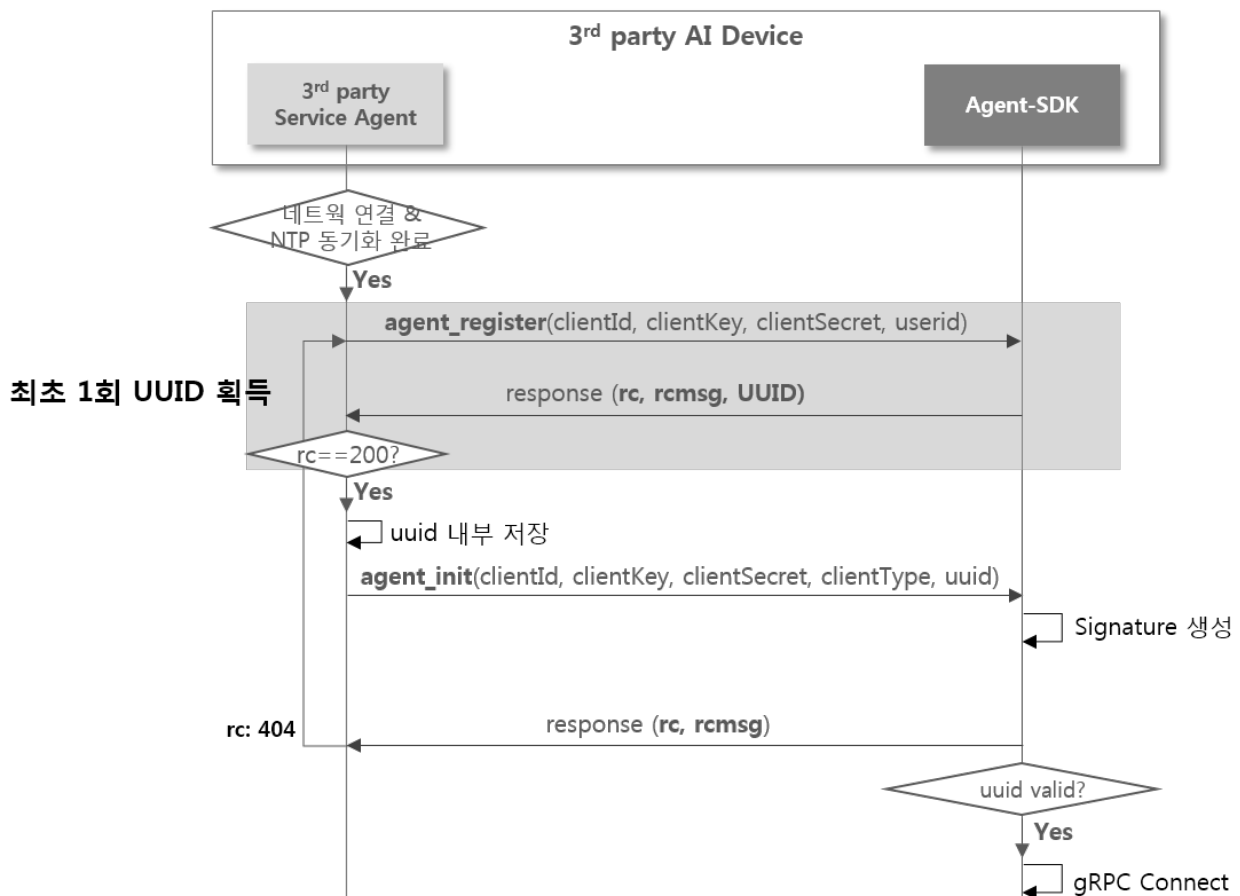 3rd party AI Device
3rd party
Service Agent
Agent-SDK
네트웍 연결 &
NTP 동기화 완료
Yes
agent_register(clientId, clientKey, clientSecret, userid)
최초 1회 UUID 획득
response (rc, rcmsg, UUID)
rc==200?
Yes
uuid 내부 저장
agent_init(clientId, clientKey, clientSecret, clientType, uuid)
Signature 생성
rc: 404
response (rc, rcmsg)
uuid valid?
Yes
gRPC Connect